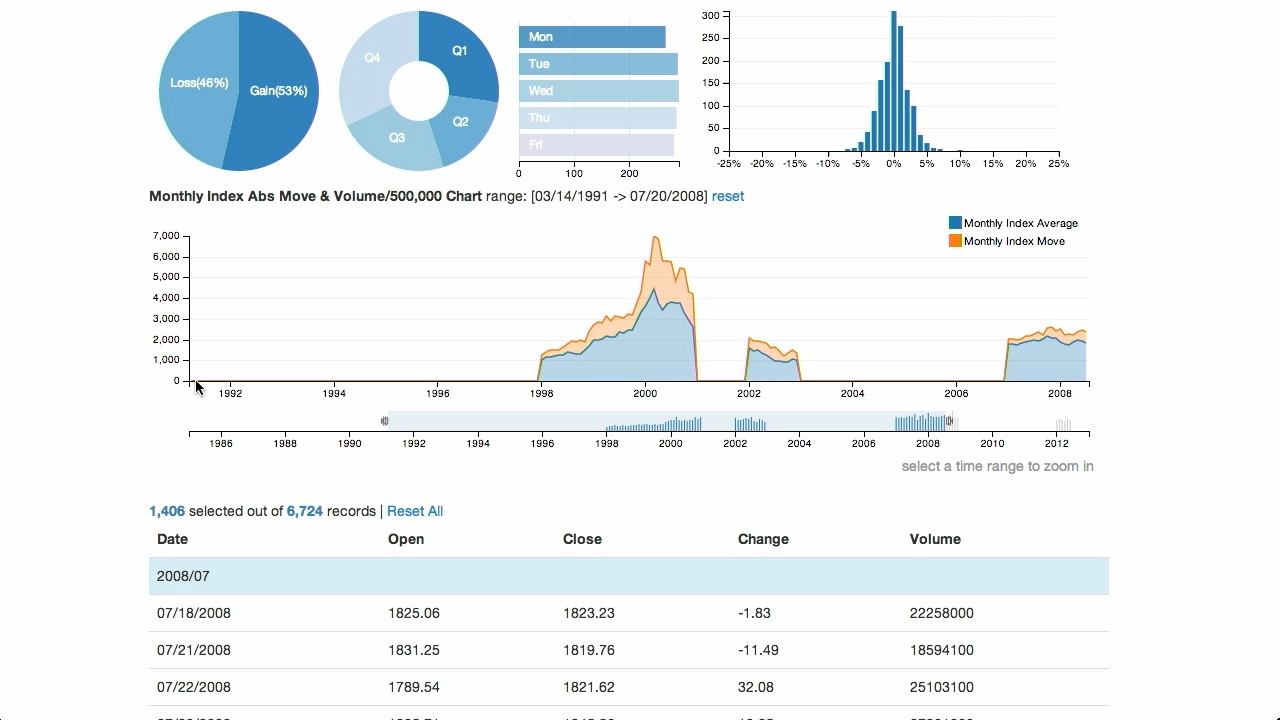 Loss(46%) Gain(53%)
Q4 Q1
Q3 Q2
Mon
Tue
Wed
Thu
Fri
0 100 200
300
250
200
150
100
50
0
-25% -20% -15% -10% -5% 0% 5% 10% 15% 20% 25%
Monthly Index Abs Move & Volume/500,000 Chart range: [03/14/1991 -> 07/20/2008] reset
Monthly Index Average
Monthly Index Move
7,000
6,000
5,000
4,000
3,000
2,000
1,000
0
1992 1994 1996 1998 2000 2002 2004 2006 2008
1986 1988 1990 1992 1994 1996 1998 2000 2002 2004 2006 2008 2010 2012
select a time range to zoom in
1,406 selected out of 6,724 records | Reset All
Date Open Close Change Volume
2008/07
07/18/2008 1825.06 1823.23 -1.83 22258000
07/21/2008 1831.25 1819.76 -11.49 18594100
07/22/2008 1789.54 1821.62 32.08 25103100